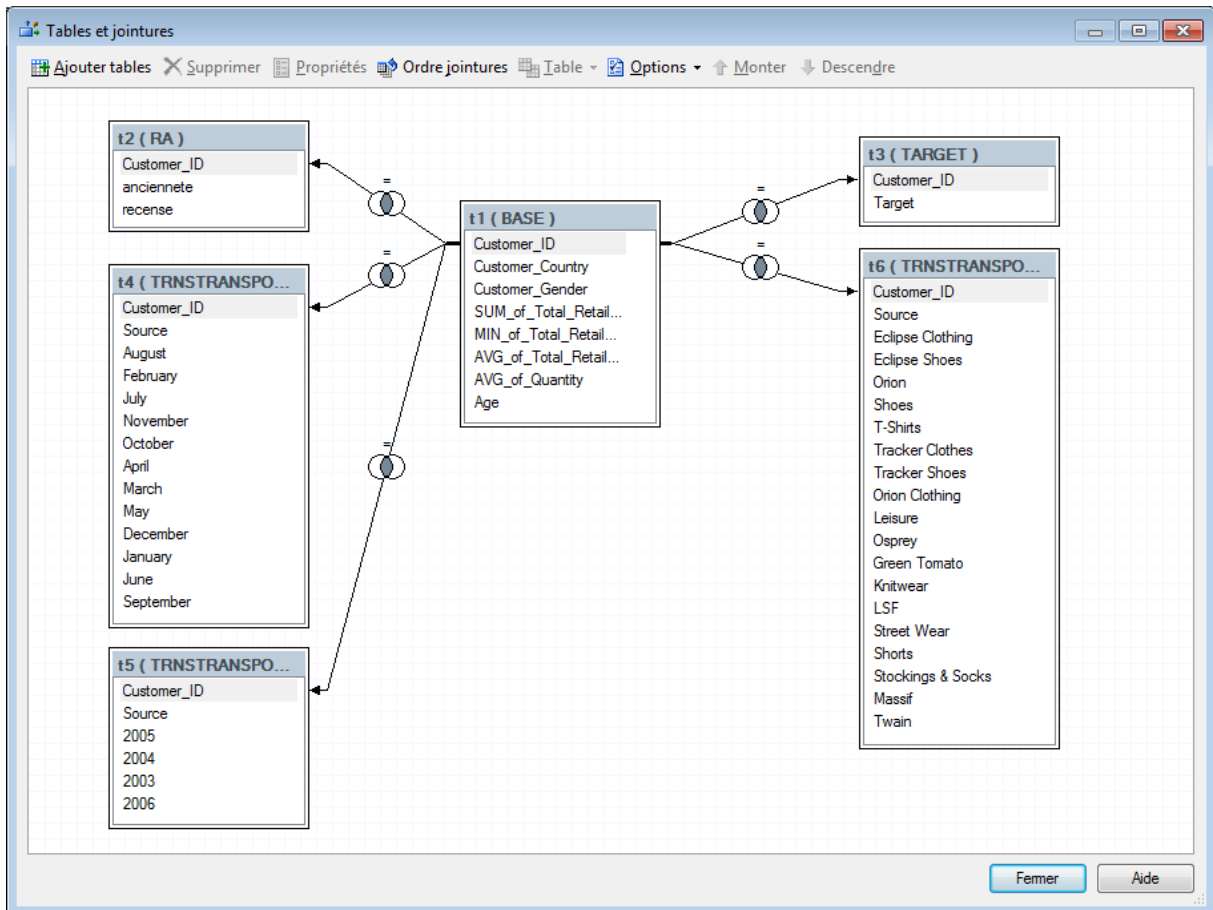 Tables et jointures
Ajouter tables Supprimer Propriétés Ordre jointures Table Options Monter Descendre
t2 ( RA )
Customer_ID
anciennete
recense
=
t4 ( TRNSTRANSPO...
Customer_ID
Source
August
February
July
November
October
April
March
May
December
January
June
September
=
t5 ( TRNSTRANSPO...
Customer_ID
Source
2005
2004
2003
2006
=
t1 ( BASE )
Customer_ID
Customer_Country
Customer_Gender
SUM_of_Total_Retail...
MIN_of_Total_Retail...
AVG_of_Total_Retail...
AVG_of_Quantity
Age
=
t3 ( TARGET )
Customer_ID
Target
=
t6 ( TRNSTRANSPO...
Customer_ID
Source
Eclipse Clothing
Eclipse Shoes
Orion
Shoes
T-Shirts
Tracker Clothes
Tracker Shoes
Orion Clothing
Leisure
Osprey
Green Tomato
Knitwear
LSF
Street Wear
Shorts
Stockings & Socks
Massif
Twain
Fermer
Aide